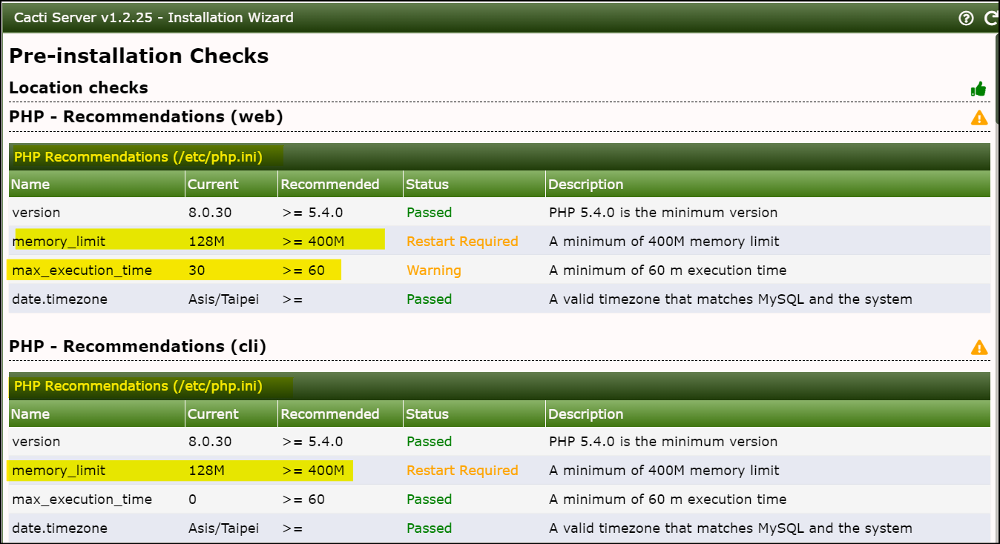 Cacti Server v1.2.25 - Installation Wizard
Pre-installation Checks
Location checks
PHP - Recommendations (web)
PHP Recommendations (/etc/php.ini)
Name Current Recommended Status Description
version 8.0.30 >= 5.4.0 Passed PHP 5.4.0 is the minimum version
memory_limit 128M >= 400M Restart Required A minimum of 400M memory limit
max_execution_time 30 >= 60 Warning A minimum of 60 m execution time
date.timezone Asis/Taipei >= Passed A valid timezone that matches MySQL and the system
PHP - Recommendations (cli)
PHP Recommendations (/etc/php.ini)
Name Current Recommended Status Description
version 8.0.30 >= 5.4.0 Passed PHP 5.4.0 is the minimum version
memory_limit 128M >= 400M Restart Required A minimum of 400M memory limit
max_execution_time 0 >= 60 Passed A minimum of 60 m execution time
date.timezone Asis/Taipei >= Passed A valid timezone that matches MySQL and the system